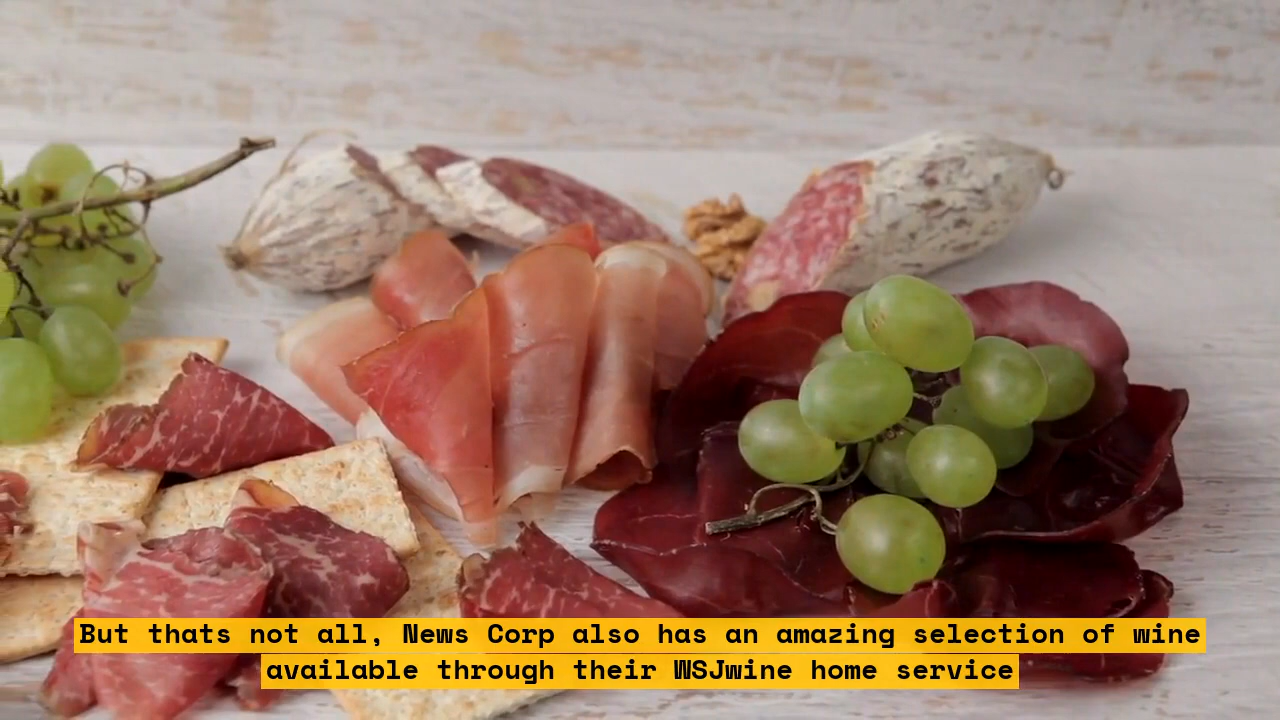 But thats not all, News Corp also has an amazing selection of wine
available through their WSJwine home service